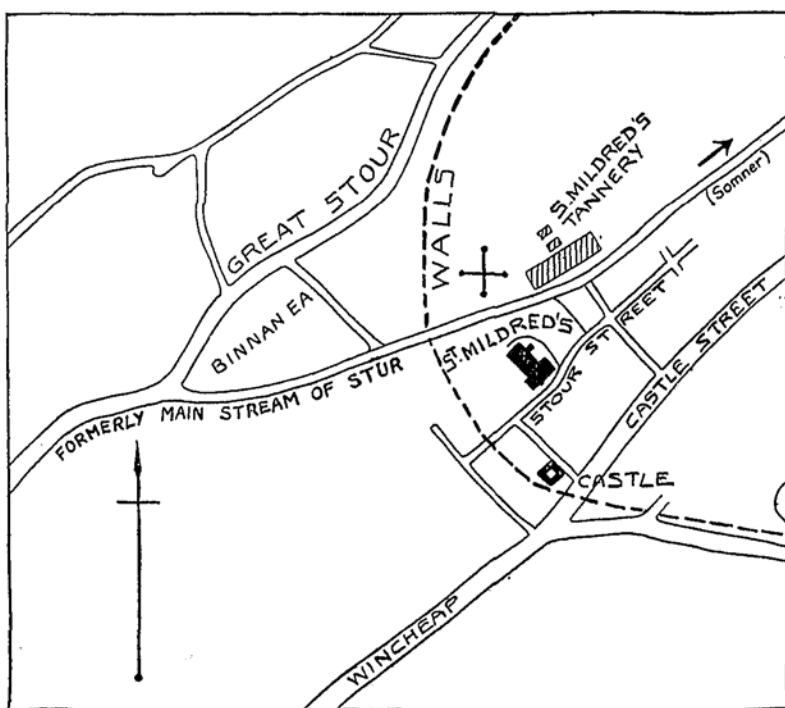 S. MILDRED'S
TANNERY
(Somner)
GREAT STOUR
WALLS
BINNAN EA
ST. MILDRED'S
STOUR STREET
CASTLE STREET
FORMERLY MAIN STREAM OF STUR
CASTLE
WINCHEAP